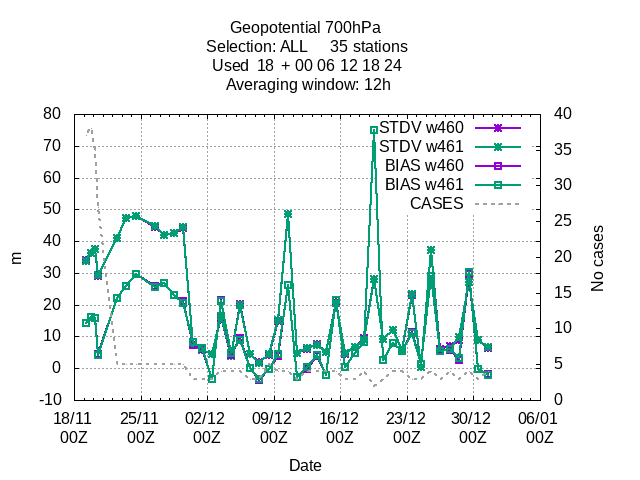 Geopotential 700hPa
Selection: ALL     35 stations
Used  18  + 00 06 12 18 24
Averaging window: 12h
80 40
STDV w460
70 35
STDV w461
BIAS w460
60 30
BIAS w461
CASES
50 25
40 20
30 15
20 10
10
0 5
-10 0
m
No cases
18/11 25/11 02/12 09/12 16/12 23/12 30/12 06/01
00Z 00Z 00Z 00Z 00Z 00Z 00Z 00Z
Date